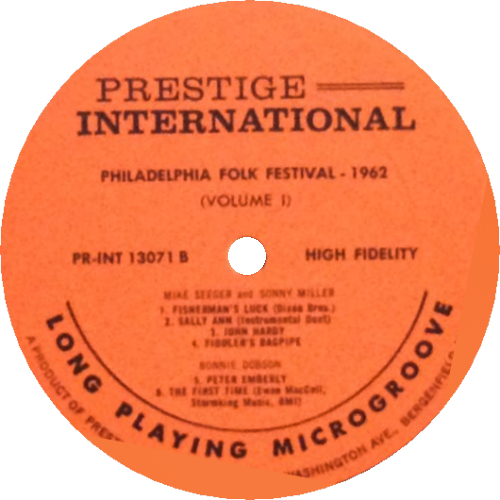 PRESTIGE
INTERNATIONAL
PHILADELPHIA FOLK FESTIVAL - 1962
(VOLUME I)
PR-INT 13071 B
HIGH FIDELITY
MIKE SEEGER and SONNY MILLER
1. FISHERMAN'S LUCK (Dixon Bros.)
2. SALLY ANN (Instrumental Duet)
3. JOHN HARDY
4. FIDDLER'S BAGPIPE
BONNIE DOBSON
5. PETER EMBERLY
6. THE FIRST TIME (Ewan MacColl,
Stormking Music, BMI)
LONG PLAYING MICROGROOVE
A PRODUCT OF PREST
WASHINGTON AVE., BERGENFIEL